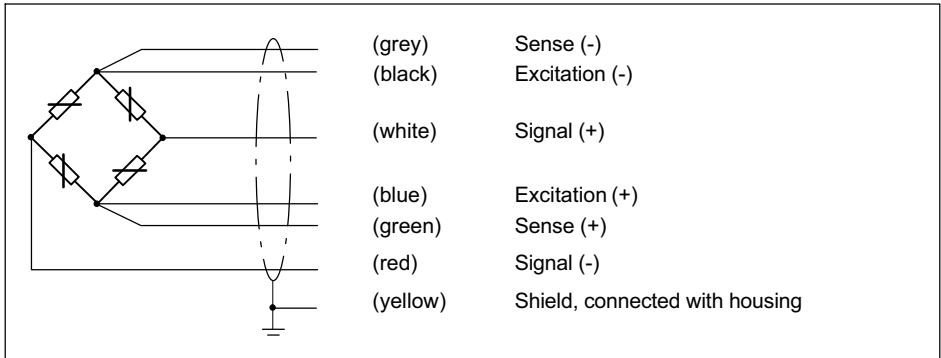 (grey) Sense (-)
(black) Excitation (-)
(white) Signal (+)
(blue) Excitation (+)
(green) Sense (+)
(red) Signal (-)
(yellow) Shield, connected with housing